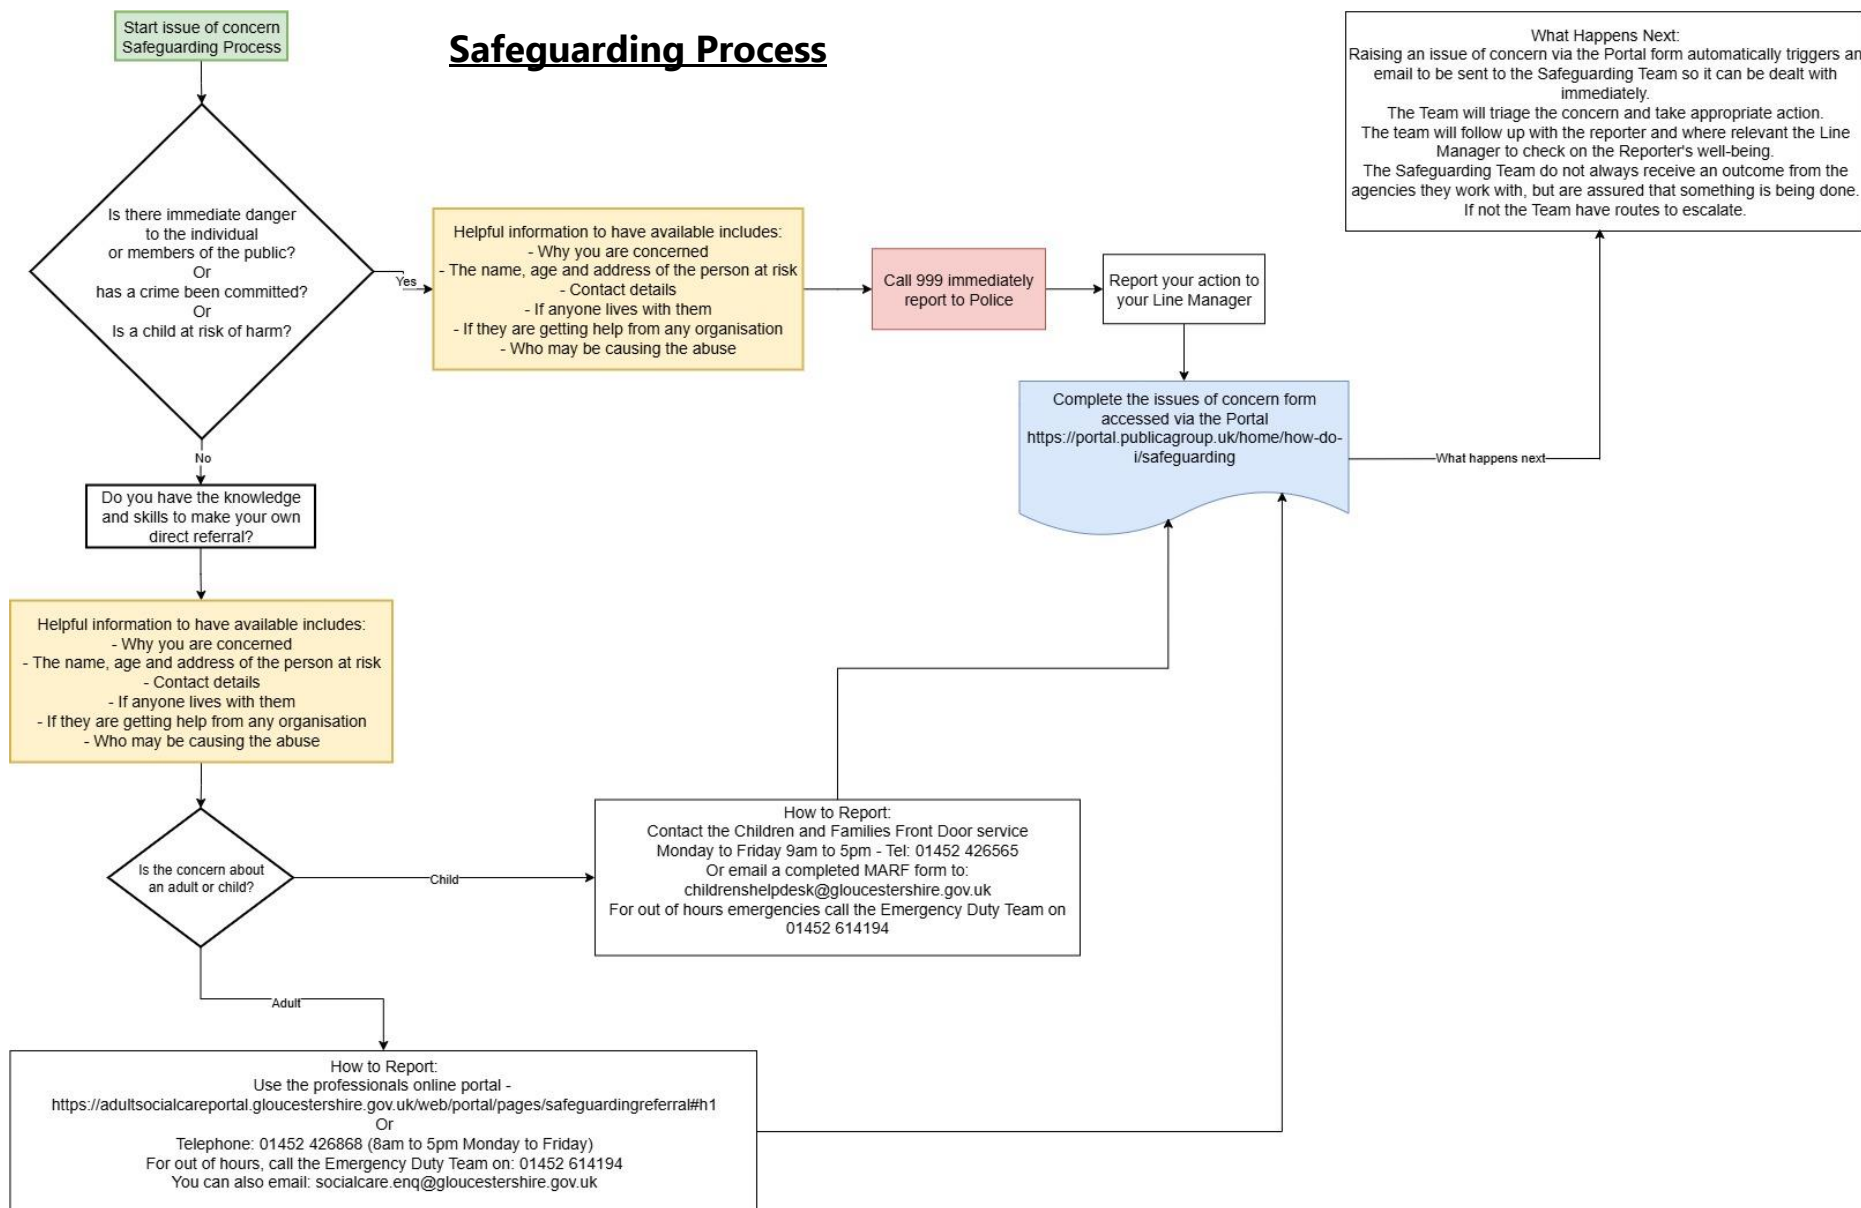 Safeguarding Process
Start issue of concern
Safeguarding Process
Is there immediate danger
to the individual
or members of the public?
Or
has a crime been committed?
Or
Is a child at risk of harm?
Yes
Helpful information to have available includes:
- Why you are concerned
- The name, age and address of the person at risk
- Contact details
- If anyone lives with them
- If they are getting help from any organisation
- Who may be causing the abuse
Call 999 immediately
report to Police
Report your action to
your Line Manager
Complete the issues of concern form
accessed via the Portal
https://portal.publicagroup.uk/home/how-do-
i/safeguarding
What happens next
What Happens Next:
Raising an issue of concern via the Portal form automatically triggers an
email to be sent to the Safeguarding Team so it can be dealt with
immediately.
The Team will triage the concern and take appropriate action.
The team will follow up with the reporter and where relevant the Line
Manager to check on the Reporter's well-being.
The Safeguarding Team do not always receive an outcome from the
agencies they work with, but are assured that something is being done.
If not the Team have routes to escalate.
No
Do you have the knowledge
and skills to make your own
direct referral?
Helpful information to have available includes:
- Why you are concerned
- The name, age and address of the person at risk
- Contact details
- If anyone lives with them
- If they are getting help from any organisation
- Who may be causing the abuse
Is the concern about
an adult or child?
Child
How to Report:
Contact the Children and Families Front Door service
Monday to Friday 9am to 5pm - Tel: 01452 426565
Or email a completed MARF form to:
childrenshelpdesk@gloucestershire.gov.uk
For out of hours emergencies call the Emergency Duty Team on
01452 614194
Adult
How to Report:
Use the professionals online portal -
https://adultsocialcareportal.gloucestershire.gov.uk/web/portal/pages/safeguardingreferral#h1
Or
Telephone: 01452 426868 (8am to 5pm Monday to Friday)
For out of hours, call the Emergency Duty Team on: 01452 614194
You can also email: socialcare.enq@gloucestershire.gov.uk